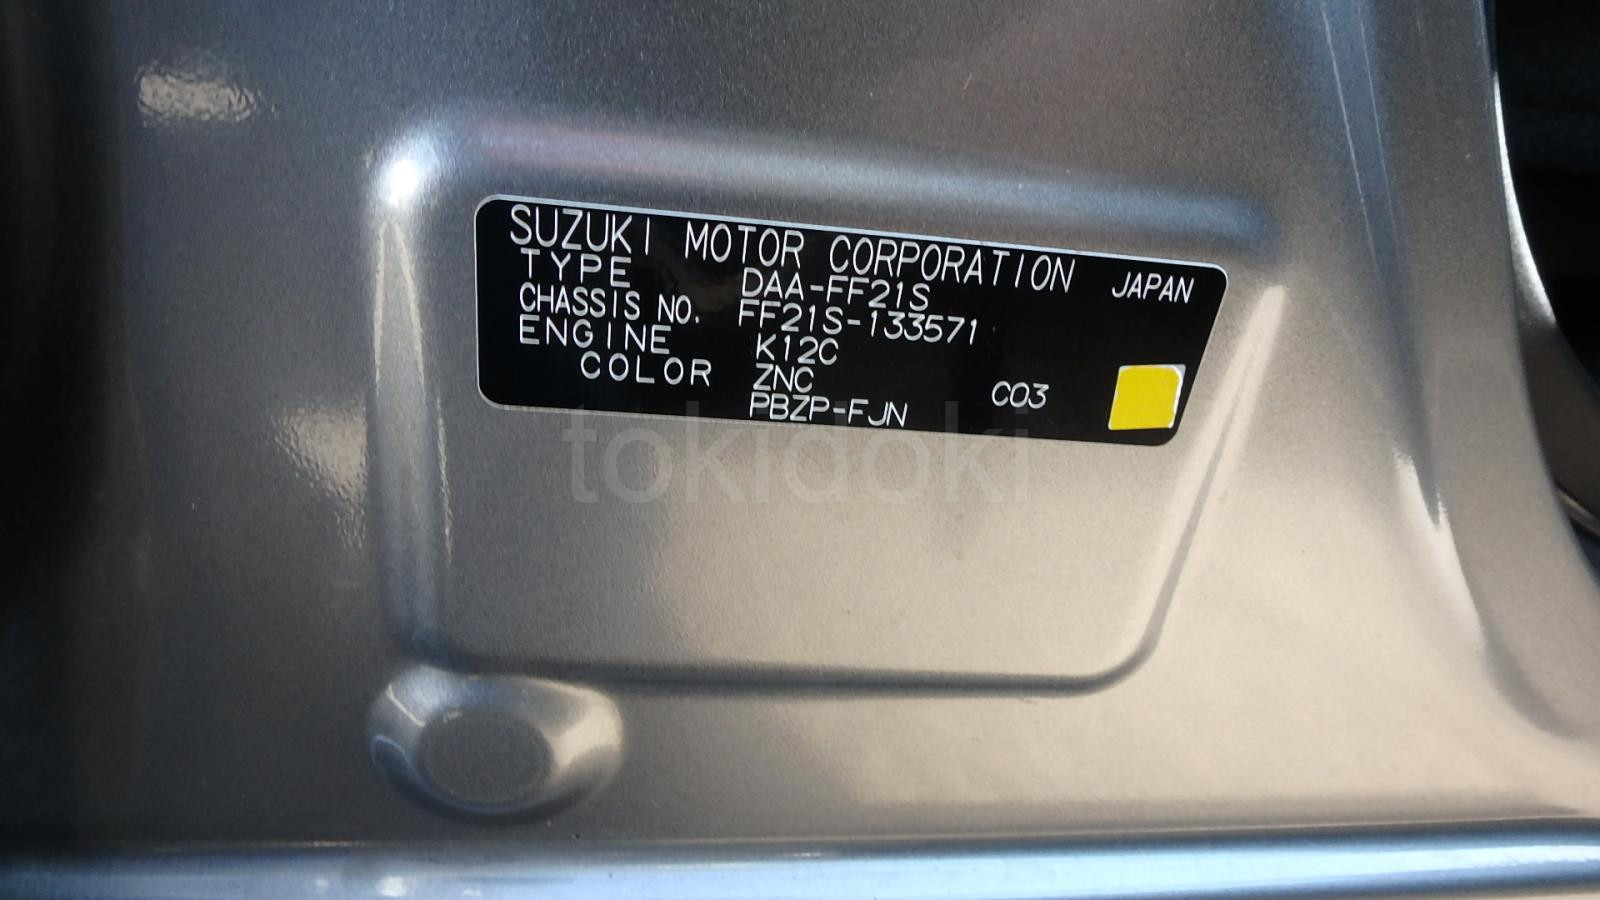 SUZUKI MOTOR CORPORATION JAPAN
TYPE DAA-FF21S
CHASSIS NO. FF21S-133571
ENGINE K12C
COLOR ZNC C03
PBZP-FJN
tokidoki